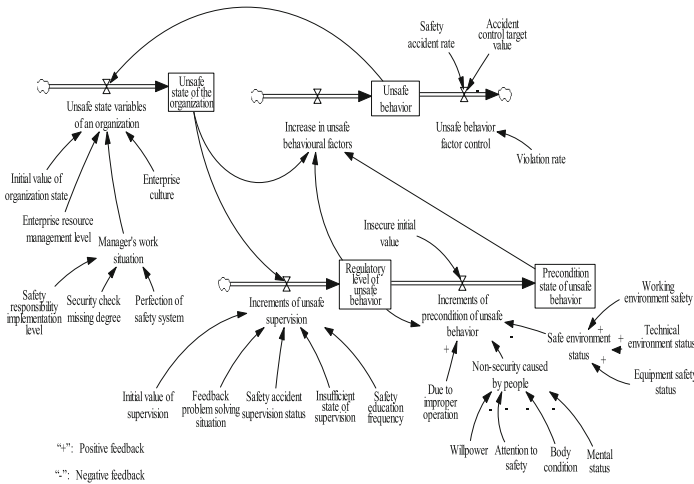 Safety
accident rate
Accident
control target
value
Unsafe
state of the
organization
Unsafe
behavior
Unsafe state variables
of an organization
Increase in unsafe
behavioural factors
Unsafe behavior
factor control
Violation rate
Initial value of
organization state
Enterprise
culture
Enterprise resource
management level
Manager's work
situation
Insecure initial
value
Safety
responsibility
implementation
level
Security check
missing degree
Perfection of
safety system
Regulatory
level of
unsafe
behavior
Precondition
state of unsafe
behavior
Increments of unsafe
supervision
Increments of
precondition of unsafe
behavior
Working
environment safety
+
Technical
environment status
+
Safe environment
status
-
+
Equipment safety
status
+
Non-security caused
by people
Initial value of
supervision
Feedback
problem solving
situation
Safety accident
supervision status
Insufficient
state of
supervision
Safety
education
frequency
Due to
improper
operation
- - - -
Willpower
Attention to
safety
Body
condition
Mental
status
"+": Positive feedback
"-": Negative feedback